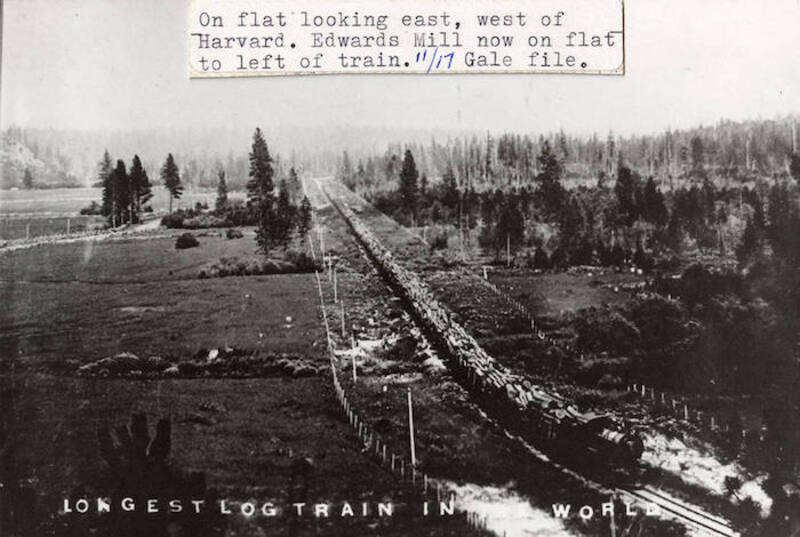 On flat looking east, west of
Harvard. Edwards Mill now on flat
to left of train. 11/17 Gale file.
LONGEST LOG TRAIN IN THE WORLD